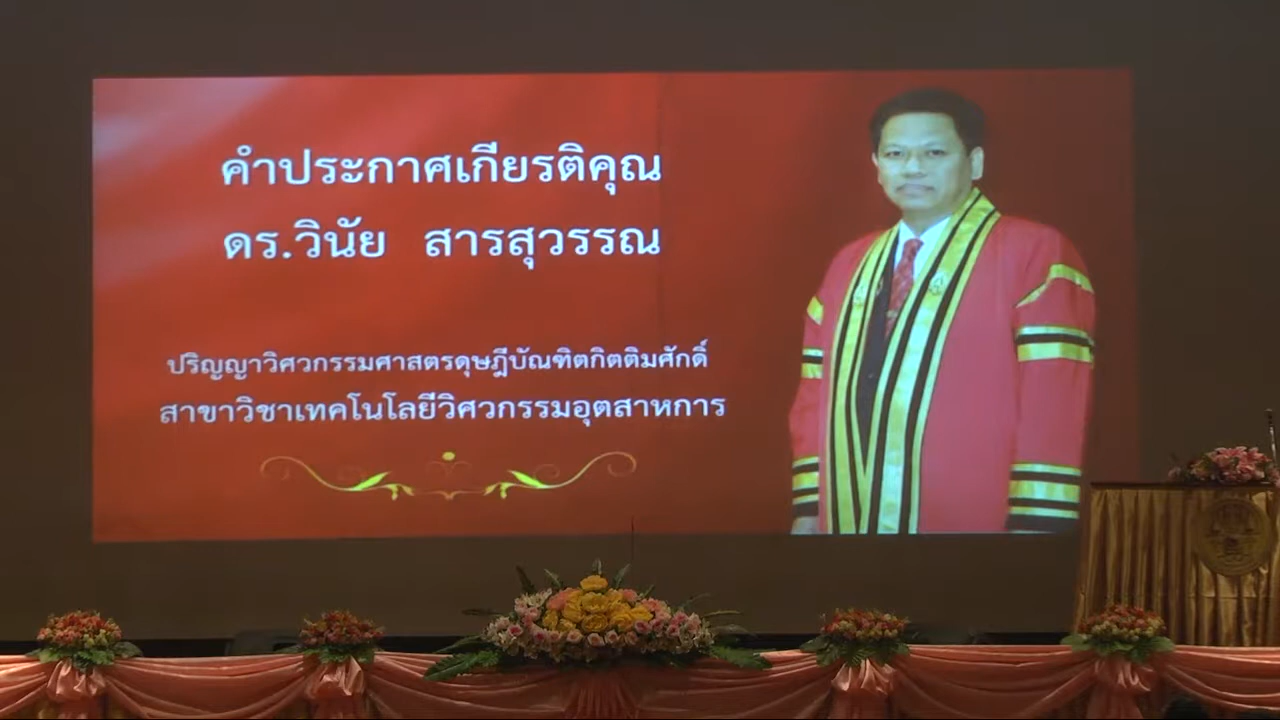 คำประกาศเกียรติคุณ
ดร.วินัย สารสุวรรณ
ปริญญาวิศวกรรมศาสตรดุษฎีบัณฑิตกิตติมศักดิ์
สาขาวิชาเทคโนโลยีวิศวกรรมอุตสาหการ